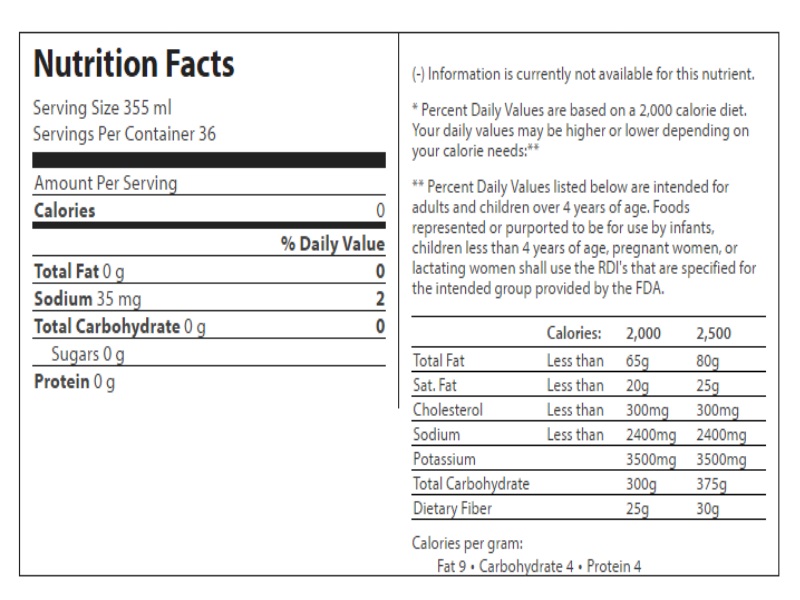 Nutrition Facts
Serving Size 355 ml
Servings Per Container 36
Amount Per Serving
Calories 0
% Daily Value
Total Fat 0 g 0
Sodium 35 mg 2
Total Carbohydrate 0 g 0
Sugars 0 g
Protein 0 g
(-) Information is currently not available for this nutrient.
* Percent Daily Values are based on a 2,000 calorie diet.
Your daily values may be higher or lower depending on
your calorie needs:**
** Percent Daily Values listed below are intended for
adults and children over 4 years of age. Foods
represented or purported to be for use by infants,
children less than 4 years of age, pregnant women, or
lactating women shall use the RDI's that are specified for
the intended group provided by the FDA.
Calories: 2,000 2,500
Total Fat Less than 65g 80g
Sat. Fat Less than 20g 25g
Cholesterol Less than 300mg 300mg
Sodium Less than 2400mg 2400mg
Potassium 3500mg 3500mg
Total Carbohydrate 300g 375g
Dietary Fiber 25g 30g
Calories per gram:
Fat 9 • Carbohydrate 4 • Protein 4